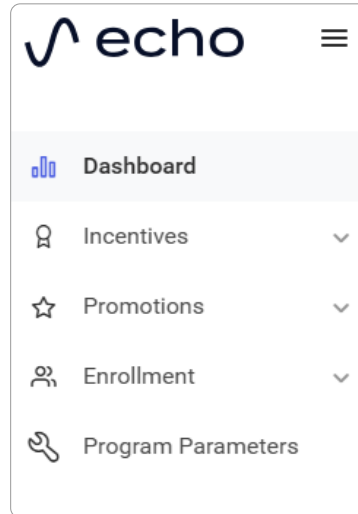 echo
Dashboard
Incentives
Promotions
Enrollment
Program Parameters